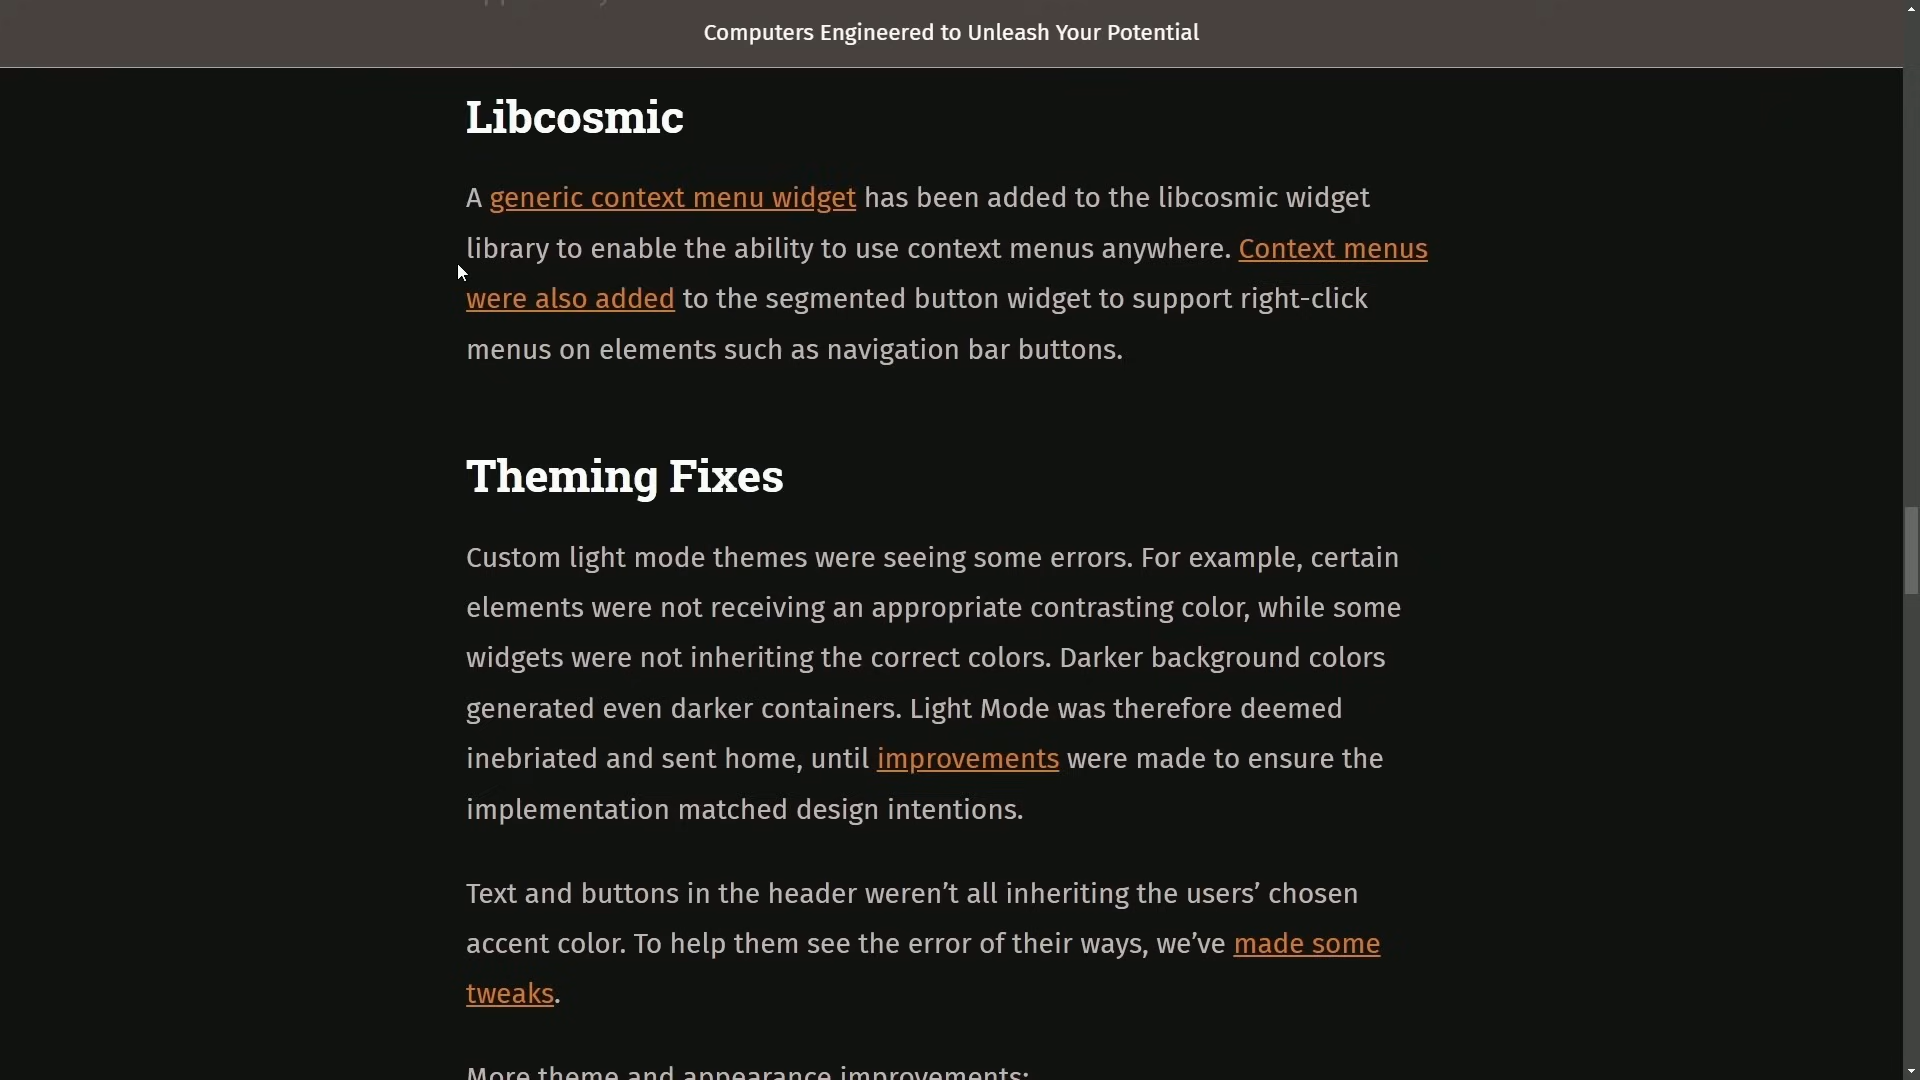 Computers Engineered to Unleash Your Potential
Libcosmic
A generic context menu widget has been added to the libcosmic widget
library to enable the ability to use context menus anywhere. Context menus
were also added to the segmented button widget to support right-click
menus on elements such as navigation bar buttons.
Theming Fixes
Custom light mode themes were seeing some errors. For example, certain
elements were not receiving an appropriate contrasting color, while some
widgets were not inheriting the correct colors. Darker background colors
generated even darker containers. Light Mode was therefore deemed
inebriated and sent home, until improvements were made to ensure the
implementation matched design intentions.
Text and buttons in the header weren’t all inheriting the users’ chosen
accent color. To help them see the error of their ways, we’ve made some
tweaks.
More theme and appearance improvements: